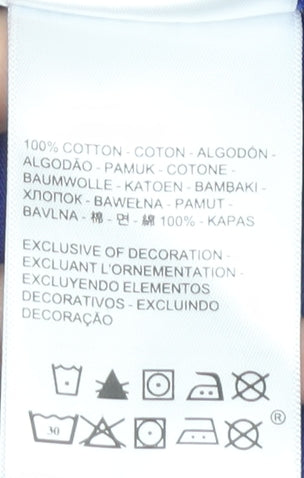 100% COTTON - COTON - ALGODÓN -
ALGODÃO - PAMUK - COTONE -
BAUMWOLLE - KATOEN - BAMBAKI -
ХЛОПОК - BAWEŁNA - PAMUT -
BAVLNA - 棉 - 면 - 綿 100% - KAPAS
EXCLUSIVE OF DECORATION -
EXCLUANT L'ORNEMENTATION -
EXCLUYENDO ELEMENTOS
DECORATIVOS - EXCLUINDO
DECORAÇÃO
30 ®